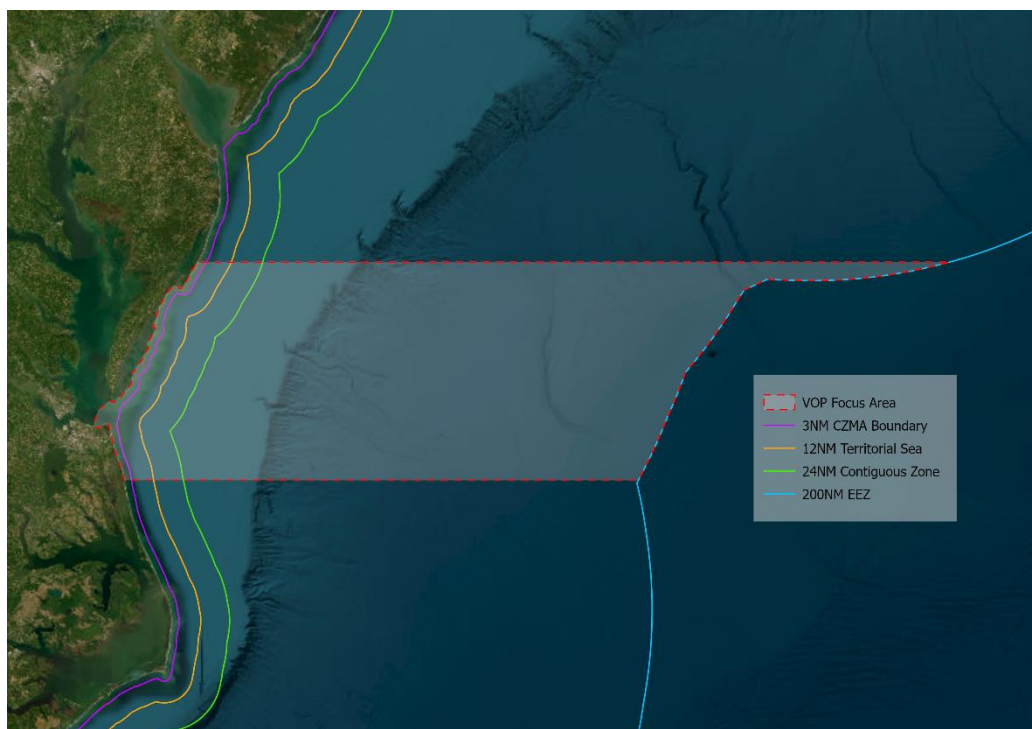 VOP Focus Area
3NM CZMA Boundary
12NM Territorial Sea
24NM Contiguous Zone
200NM EEZ